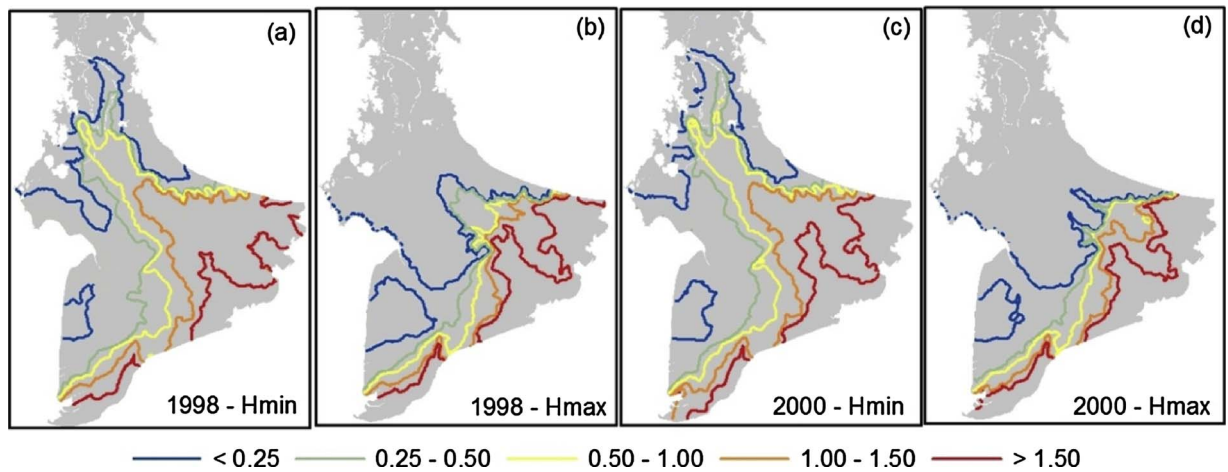 (a)
(b)
(c)
(d)
1998 - Hmin
1998 - Hmax
2000 - Hmin
2000 - Hmax
< 0.25 0.25 - 0.50 0.50 - 1.00 1.00 - 1.50 > 1.50